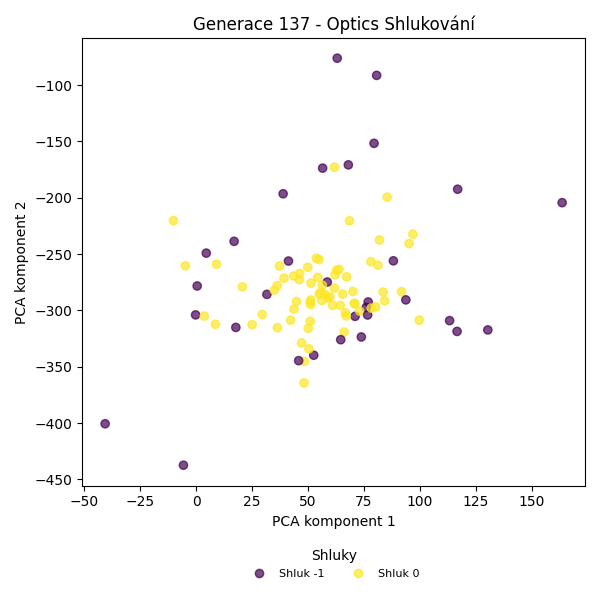 Generace 137 - Optics Shlukování
PCA komponent 2
−100
−150
−200
−250
−300
−350
−400
−450
−50 −25 0 25 50 75 100 125 150
PCA komponent 1
Shluky
Shluk -1 Shluk 0